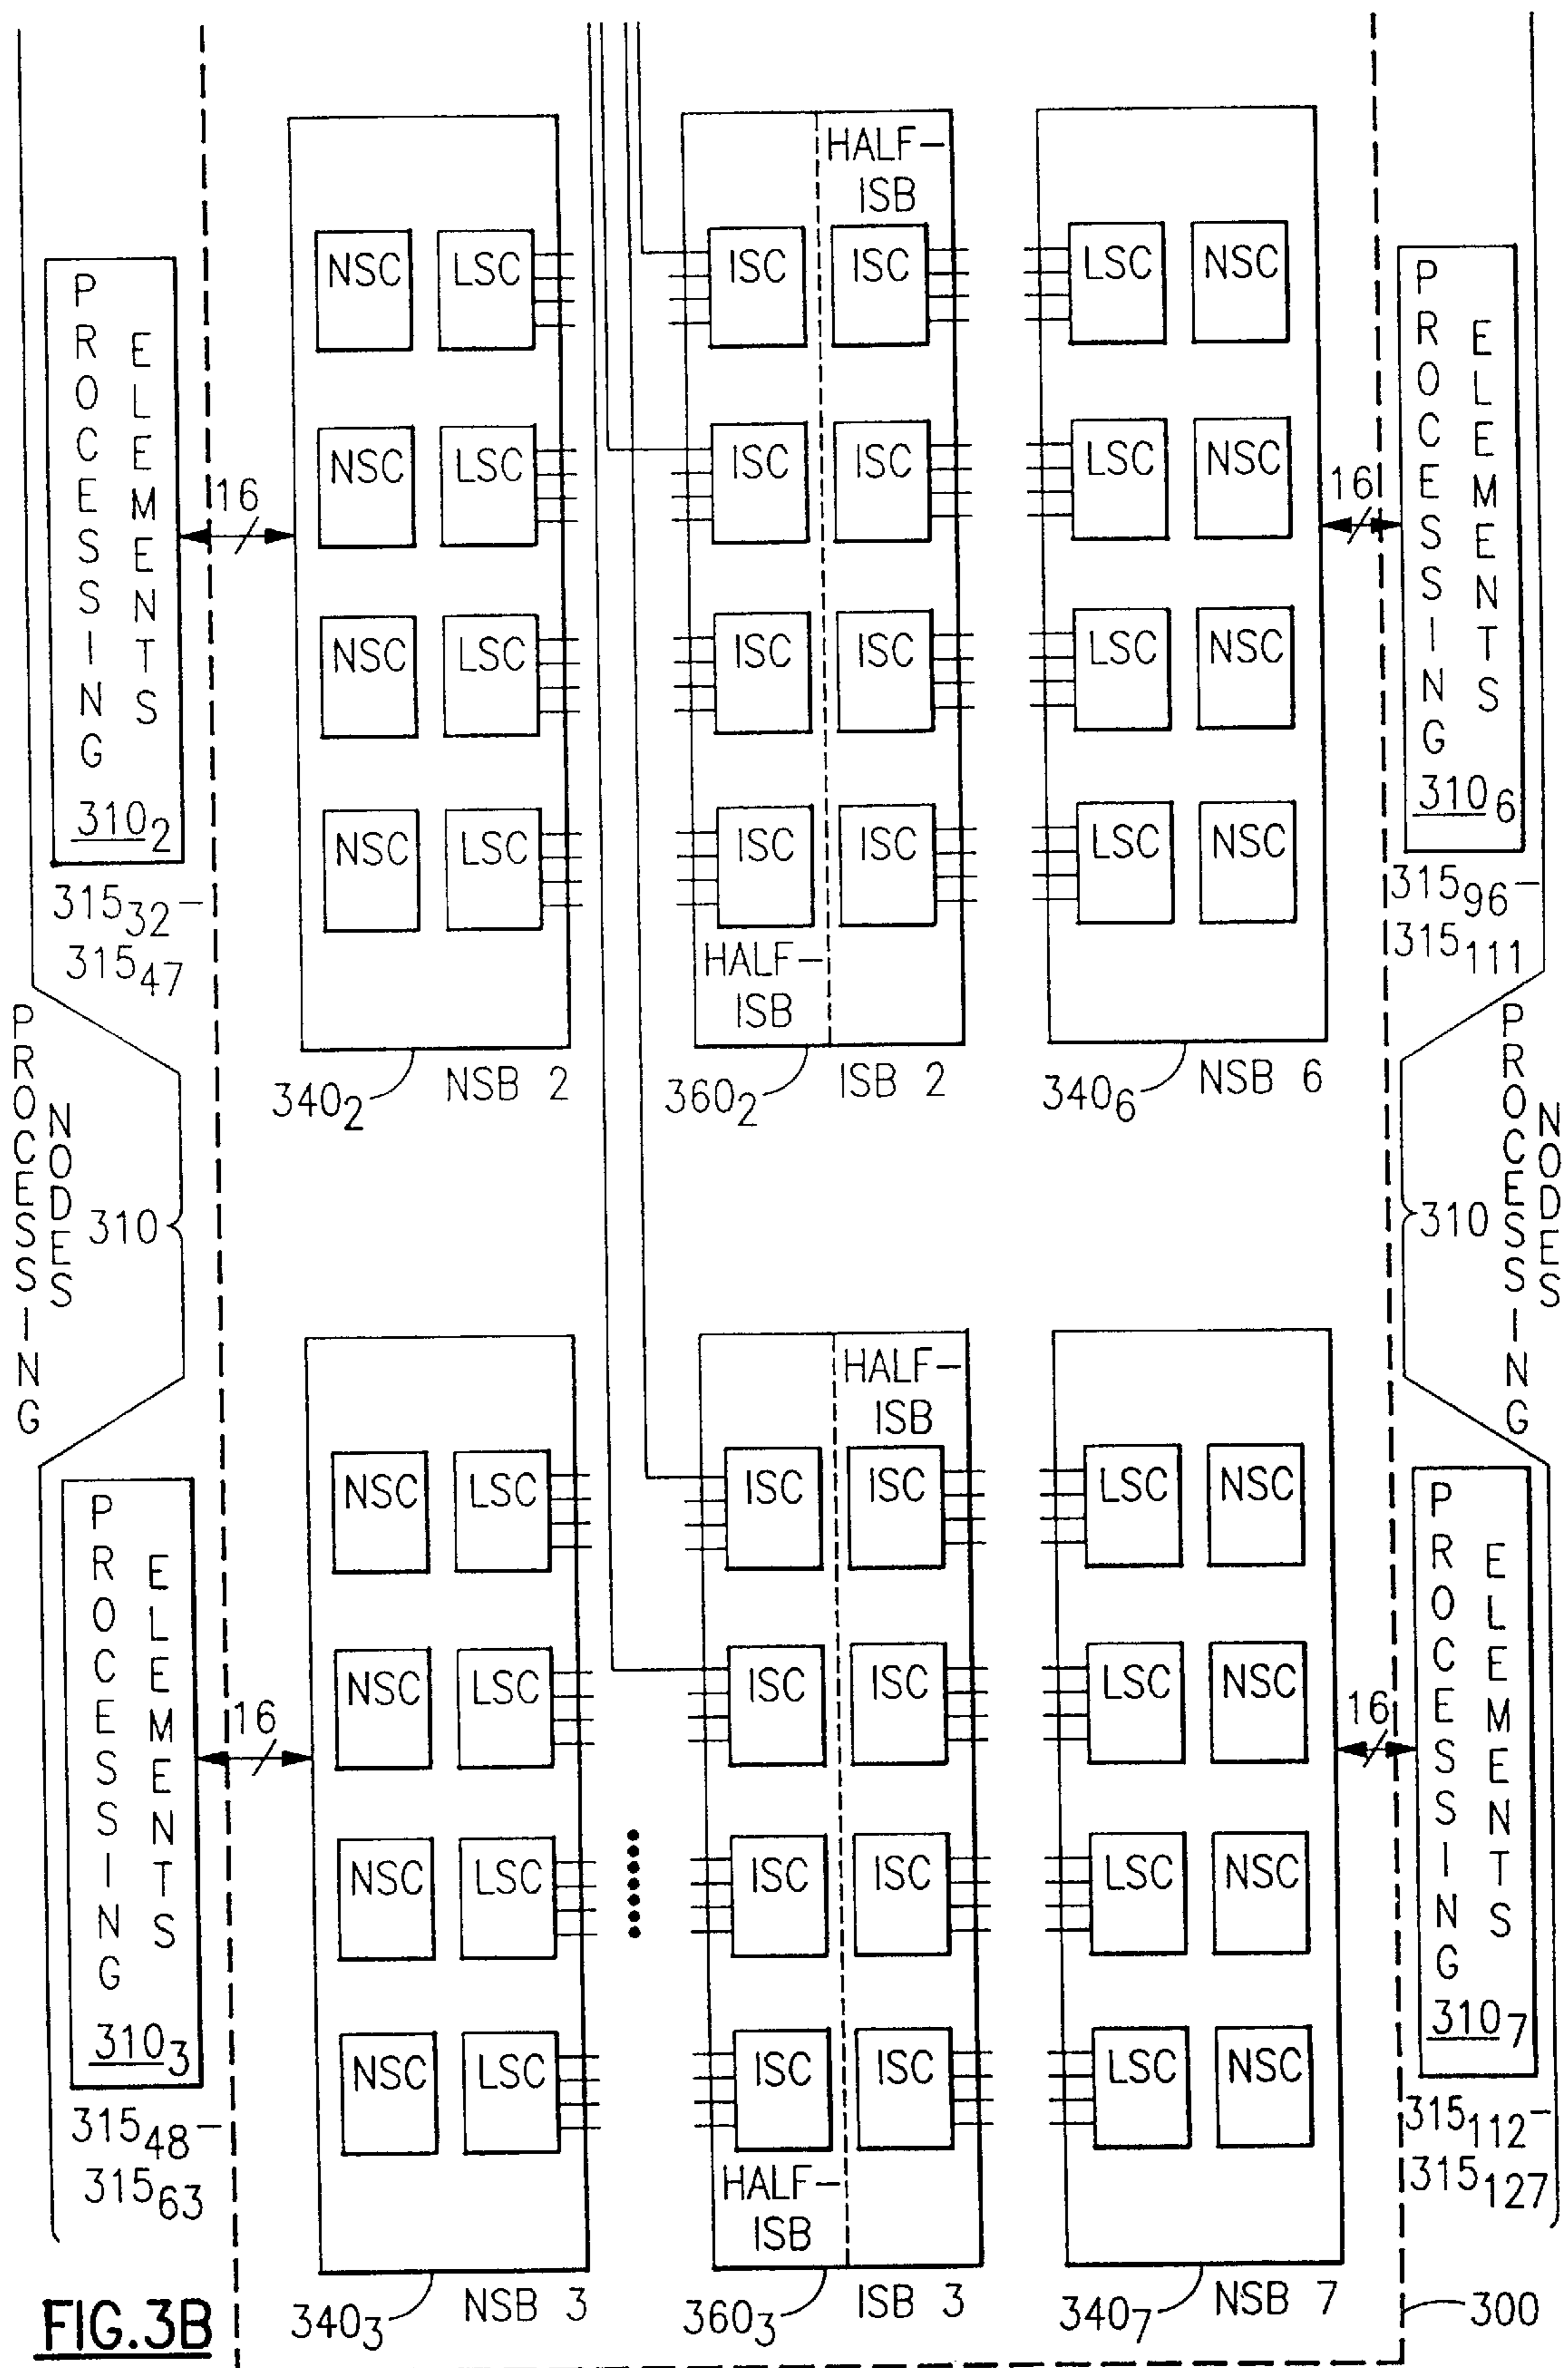 HALF-
ISB
NSC LSC ISC ISC LSC NSC
NSC LSC ISC ISC LSC NSC
NSC LSC ISC ISC LSC NSC
NSC LSC ISC ISC LSC NSC
HALF-
ISB
PROCESSING
ELEMENTS
310₂
315₃₂-
315₄₇
16
16
PROCESSING
ELEMENTS
310₆
315₉₆-
315₁₁₁
340₂ NSB 2
360₂ ISB 2
340₆ NSB 6
PROCESSING
NODES
310
310
PROCESSING
NODES
HALF-
ISB
NSC LSC ISC ISC LSC NSC
NSC LSC ISC ISC LSC NSC
NSC LSC ISC ISC LSC NSC
NSC LSC ISC ISC LSC NSC
HALF-
ISB
PROCESSING
ELEMENTS
310₃
315₄₈-
315₆₃
16
16
PROCESSING
ELEMENTS
310₇
315₁₁₂-
315₁₂₇
340₃ NSB 3
360₃ ISB 3
340₇ NSB 7
300
FIG.3B